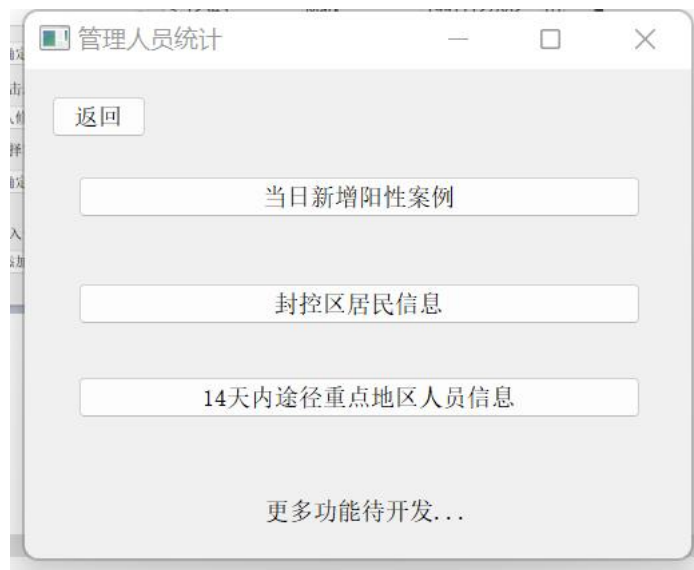 管理人员统计
返回
当日新增阳性案例
封控区居民信息
14天内途径重点地区人员信息
更多功能待开发...